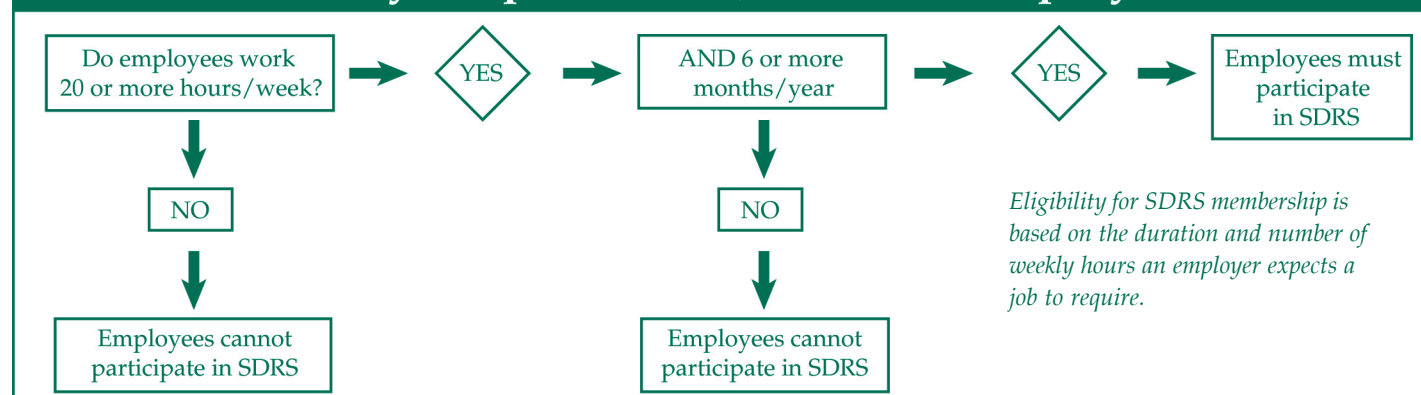 Do employees work
20 or more hours/week?
YES
AND 6 or more
months/year
YES
Employees must
participate
in SDRS
NO
NO
Eligibility for SDRS membership is
based on the duration and number of
weekly hours an employer expects a
job to require.
Employees cannot
participate in SDRS
Employees cannot
participate in SDRS